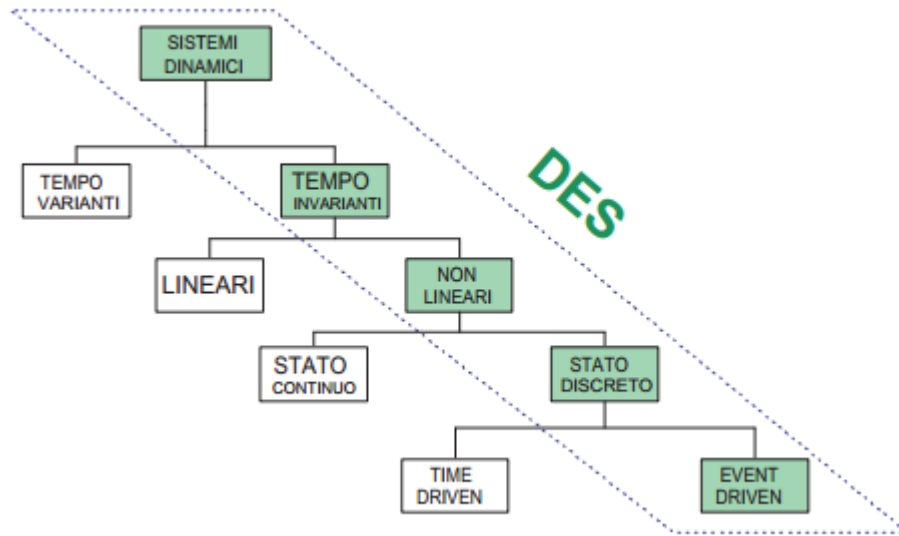 SISTEMI
DINAMICI
TEMPO
VARIANTI
TEMPO
INVARIANTI
DES
LINEARI
NON
LINEARI
STATO
CONTINUO
STATO
DISCRETO
TIME
DRIVEN
EVENT
DRIVEN